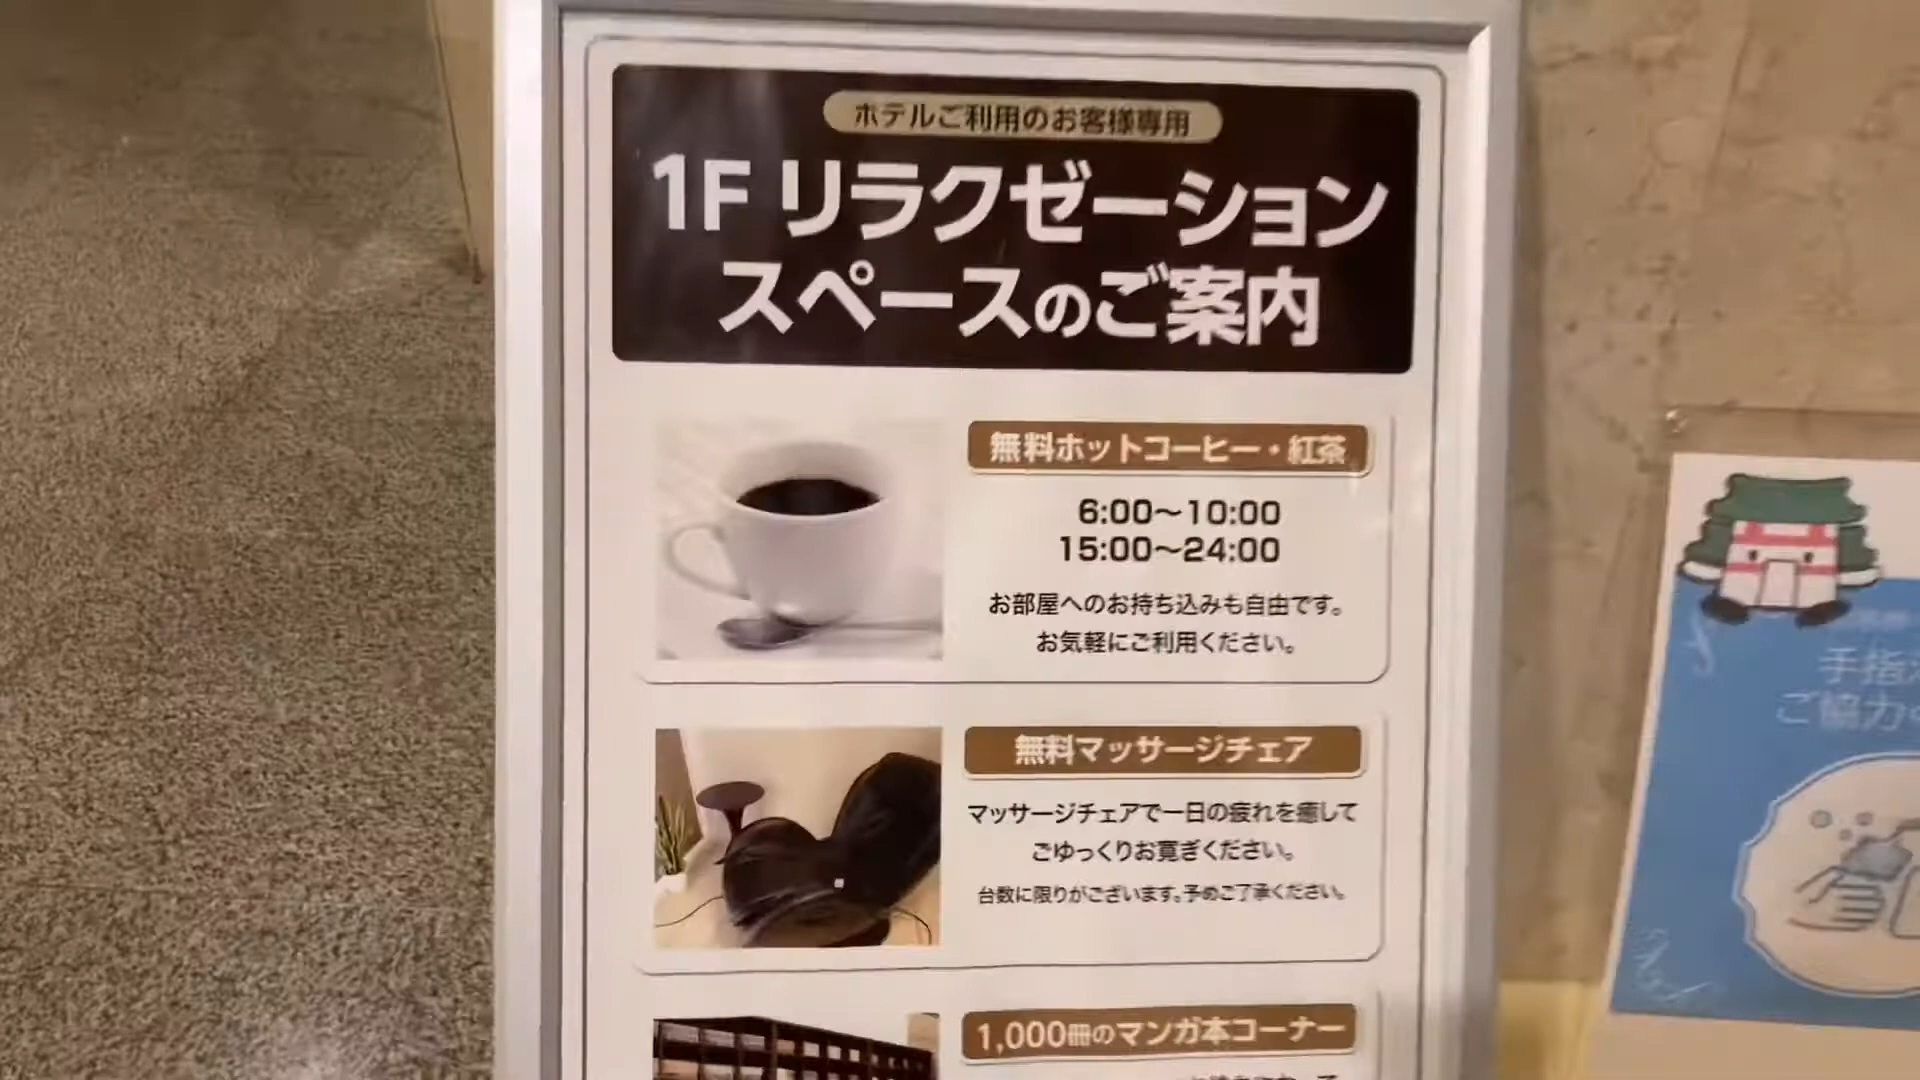 ホテルご利用のお客様専用
1F リラクゼーション
スペースのご案内
無料ホットコーヒー・紅茶
6:00〜10:00
15:00〜24:00
お部屋へのお持ち込みも自由です。
お気軽にご利用ください。
無料マッサージチェア
マッサージチェアで一日の疲れを癒して
ごゆっくりお寛ぎください。
台数に限りがございます。予めご了承ください。
1,000冊のマンガ本コーナー
手指
ご協力